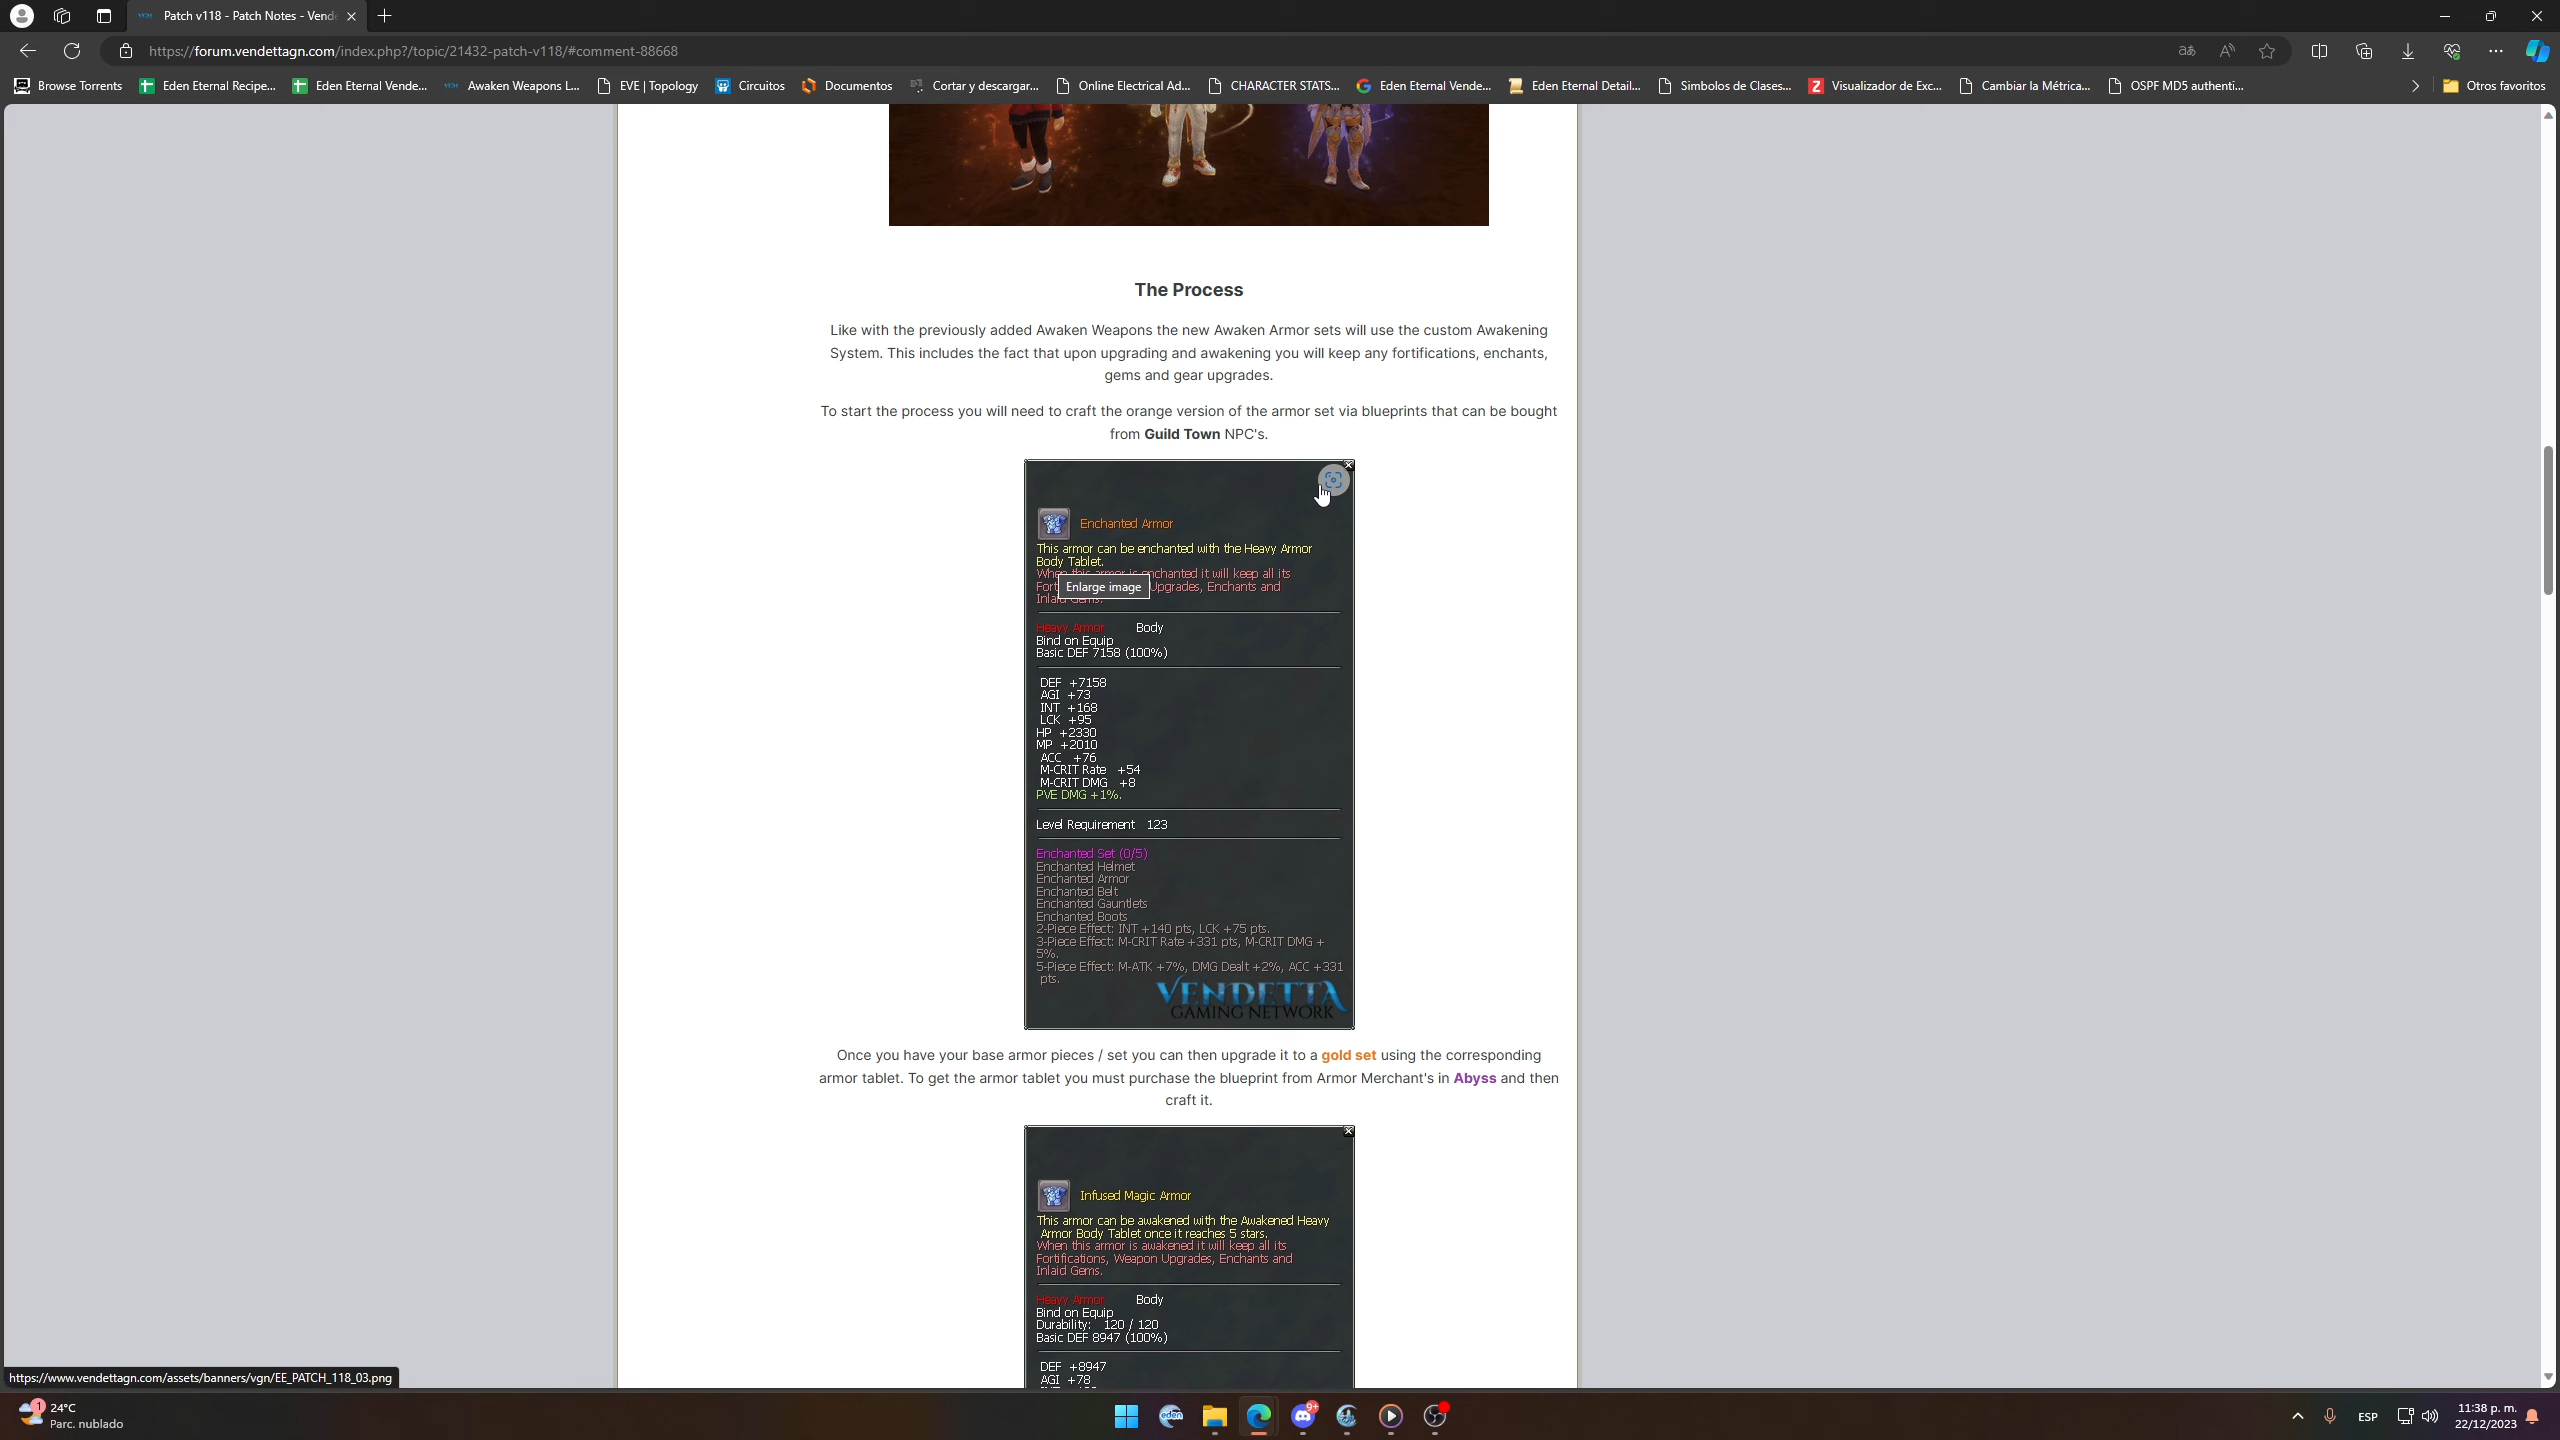 Patch v118 - Patch Notes - Vende
https://forum.vendettagn.com/index.php?/topic/21432-patch-v118/#comment-88668
Browse Torrents
Eden Eternal Recipe...
Eden Eternal Vende...
Awaken Weapons L...
EVE | Topology
Circuitos
Documentos
Cortar y descargar...
Online Electrical Ad...
CHARACTER STATS...
Eden Eternal Vende...
Eden Eternal Detail...
Simbolos de Clases...
Visualizador de Exc...
Cambiar la Métrica...
OSPF MD5 authenti...
Otros favoritos
The Process
Like with the previously added Awaken Weapons the new Awaken Armor sets will use the custom Awakening
System. This includes the fact that upon upgrading and awakening you will keep any fortifications, enchants,
gems and gear upgrades.
To start the process you will need to craft the orange version of the armor set via blueprints that can be bought
from Guild Town NPC's.
Enchanted Armor
This armor can be enchanted with the Heavy Armor
Body Tablet.
When this armor is enchanted it will keep all its
Fort Upgrades, Enchants and
Inlaid Gems.
Enlarge image
Heavy Armor Body
Bind on Equip
Basic DEF 7158 (100%)
DEF +7158
AGI +73
INT +168
LCK +95
HP +2330
MP +2010
ACC +76
M-CRIT Rate +54
M-CRIT DMG +8
PVE DMG +1%.
Level Requirement 123
Enchanted Set (0/5)
Enchanted Helmet
Enchanted Armor
Enchanted Belt
Enchanted Gauntlets
Enchanted Boots
2-Piece Effect: INT +140 pts, LCK +75 pts.
3-Piece Effect: M-CRIT Rate +331 pts, M-CRIT DMG +
5%.
5-Piece Effect: M-ATK +7%, DMG Dealt +2%, ACC +331
pts.
VENDETTA
GAMING NETWORK
Once you have your base armor pieces / set you can then upgrade it to a gold set using the corresponding
armor tablet. To get the armor tablet you must purchase the blueprint from Armor Merchant's in Abyss and then
craft it.
Infused Magic Armor
This armor can be awakened with the Awakened Heavy
Armor Body Tablet once it reaches 5 stars.
When this armor is awakened it will keep all its
Fortifications, Weapon Upgrades, Enchants and
Inlaid Gems.
Heavy Armor Body
Bind on Equip
Durability: 120 / 120
Basic DEF 8947 (100%)
DEF +8947
AGI +78
https://www.vendettagn.com/assets/banners/vgn/EE_PATCH_118_03.png
1
24°C
Parc. nublado
eden
9+
ESP
11:38 p. m.
22/12/2023